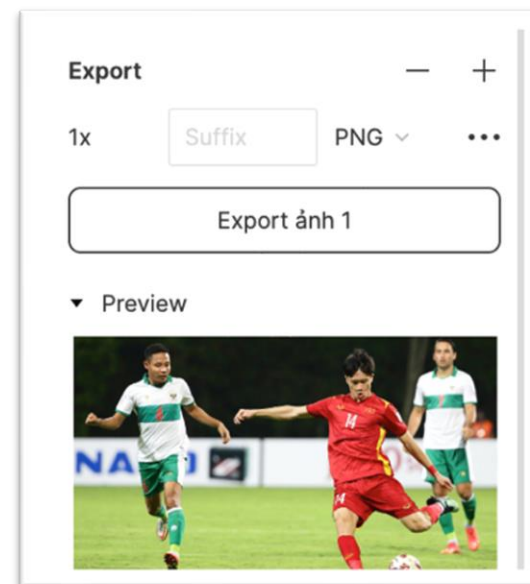 Export
1x Suffix PNG
Export ảnh 1
Preview
14
14
NA